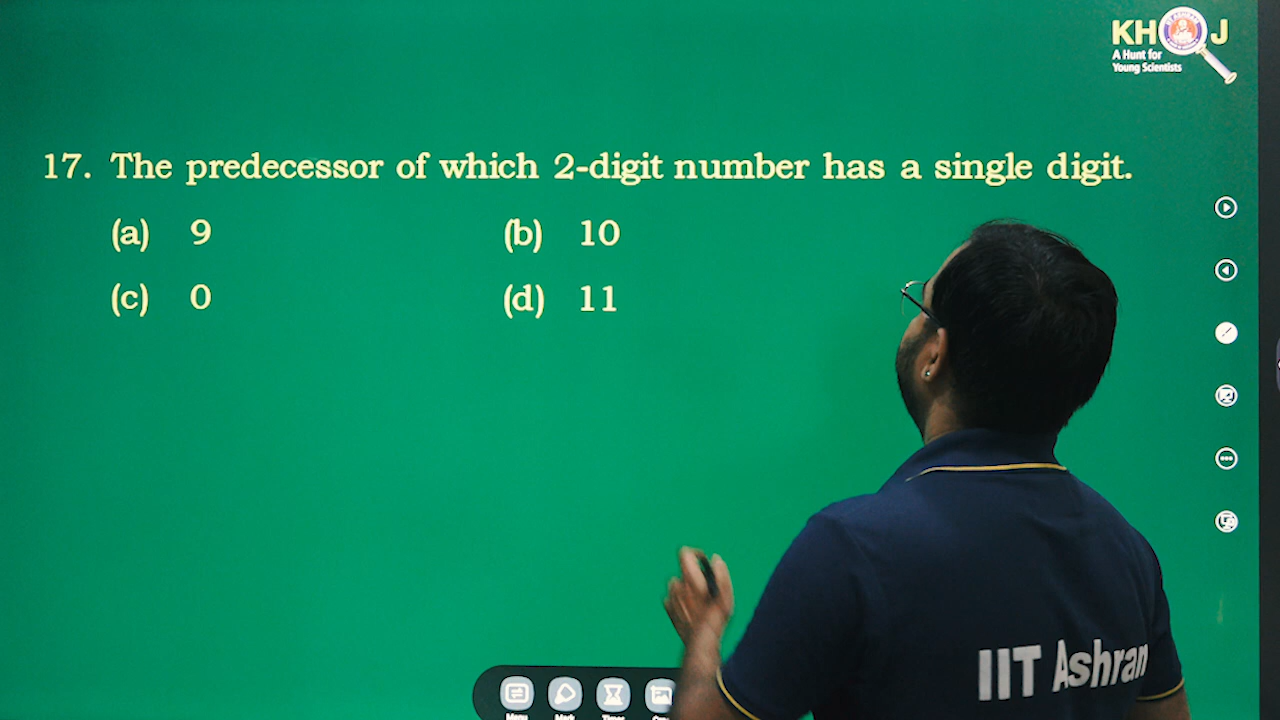 KHOJ
A Hunt for
Young Scientists
17. The predecessor of which 2-digit number has a single digit.
(a) 9 (b) 10
(c) 0 (d) 11
IIT Ashran